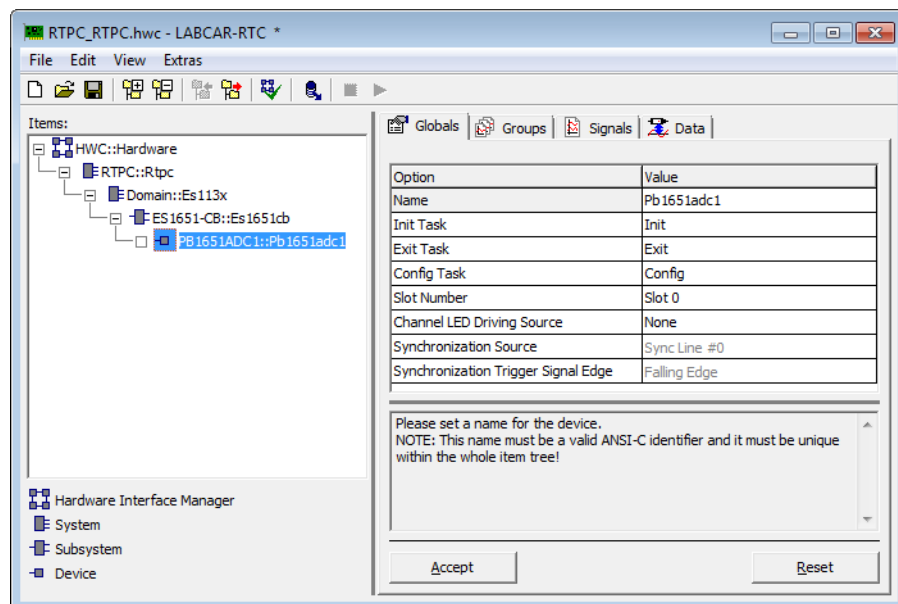 RTPC_RTPC.hwc - LABCAR-RTC *
File Edit View Extras
Items:
HWC::Hardware
RTPC::Rtpc
Domain::Es113x
ES1651-CB::Es1651cb
PB1651ADC1::Pb1651adc1
Hardware Interface Manager
System
Subsystem
Device
Globals Groups Signals Data
Option Value
Name Pb1651adc1
Init Task Init
Exit Task Exit
Config Task Config
Slot Number Slot 0
Channel LED Driving Source None
Synchronization Source Sync Line #0
Synchronization Trigger Signal Edge Falling Edge
Please set a name for the device.
NOTE: This name must be a valid ANSI-C identifier and it must be unique
within the whole item tree!
Accept Reset